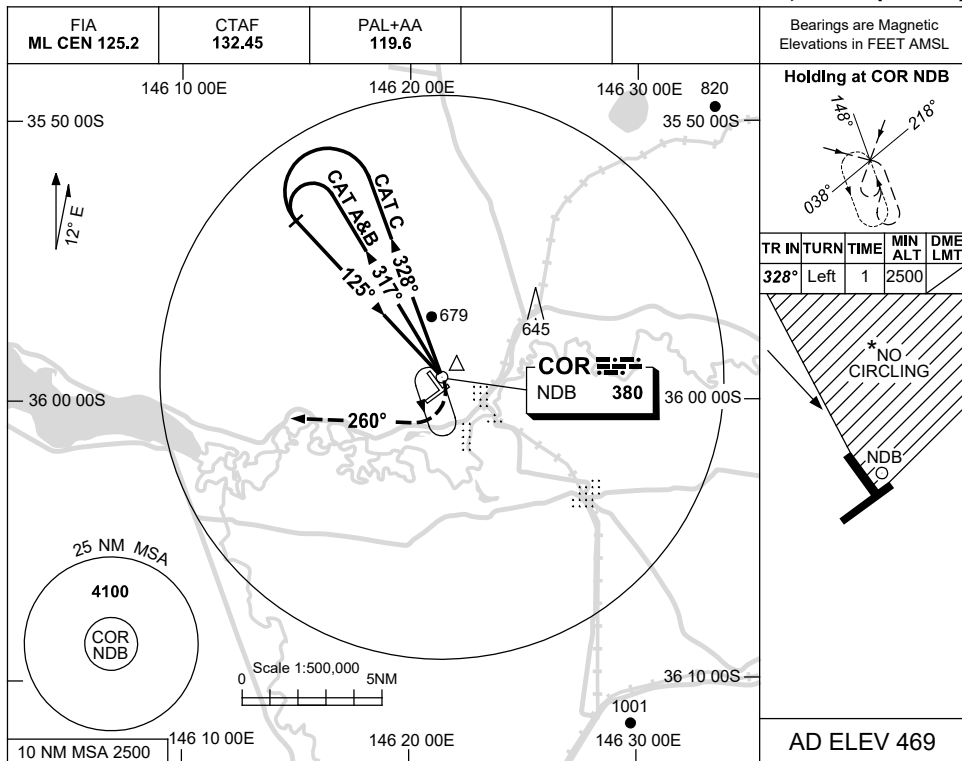 FIA
ML CEN 125.2
CTAF
132.45
PAL+AA
119.6
Bearings are Magnetic
Elevations in FEET AMSL
146 10 00E
146 20 00E
146 30 00E
820
35 50 00S
35 50 00S
12° E
CAT C
CAT A&B
328°
317°
125°
679
645
COR
NDB 380
36 00 00S
36 00 00S
260°
25 NM MSA
4100
COR
NDB
Scale 1:500,000
0 5NM
36 10 00S
1001
146 10 00E
146 20 00E
146 30 00E
10 NM MSA 2500
Holding at COR NDB
148°
218°
038°
TR IN TURN TIME MIN ALT DME LMT
328° Left 1 2500
*NO
CIRCLING
NDB
AD ELEV 469